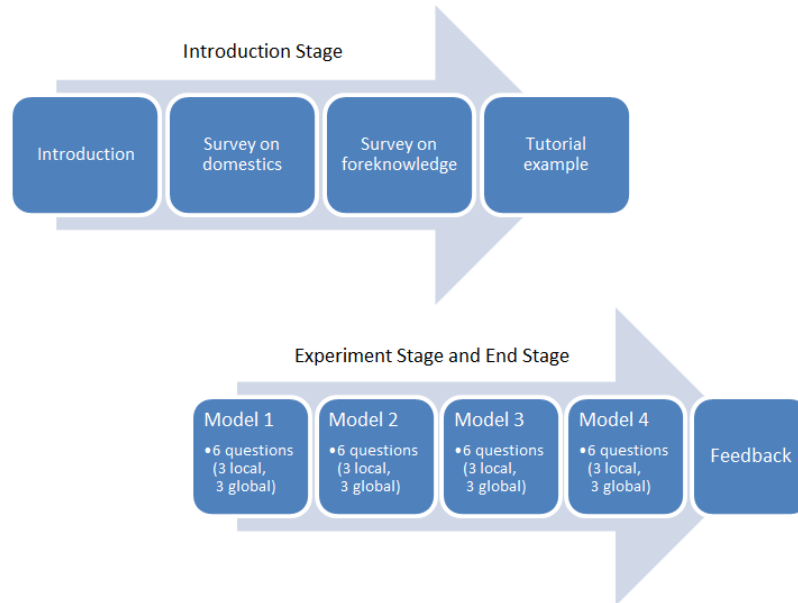 Introduction Stage
Introduction
Survey on
domestics
Survey on
foreknowledge
Tutorial
example
Experiment Stage and End Stage
Model 1
•6 questions
(3 local,
3 global)
Model 2
•6 questions
(3 local,
3 global)
Model 3
•6 questions
(3 local,
3 global)
Model 4
•6 questions
(3 local,
3 global)
Feedback